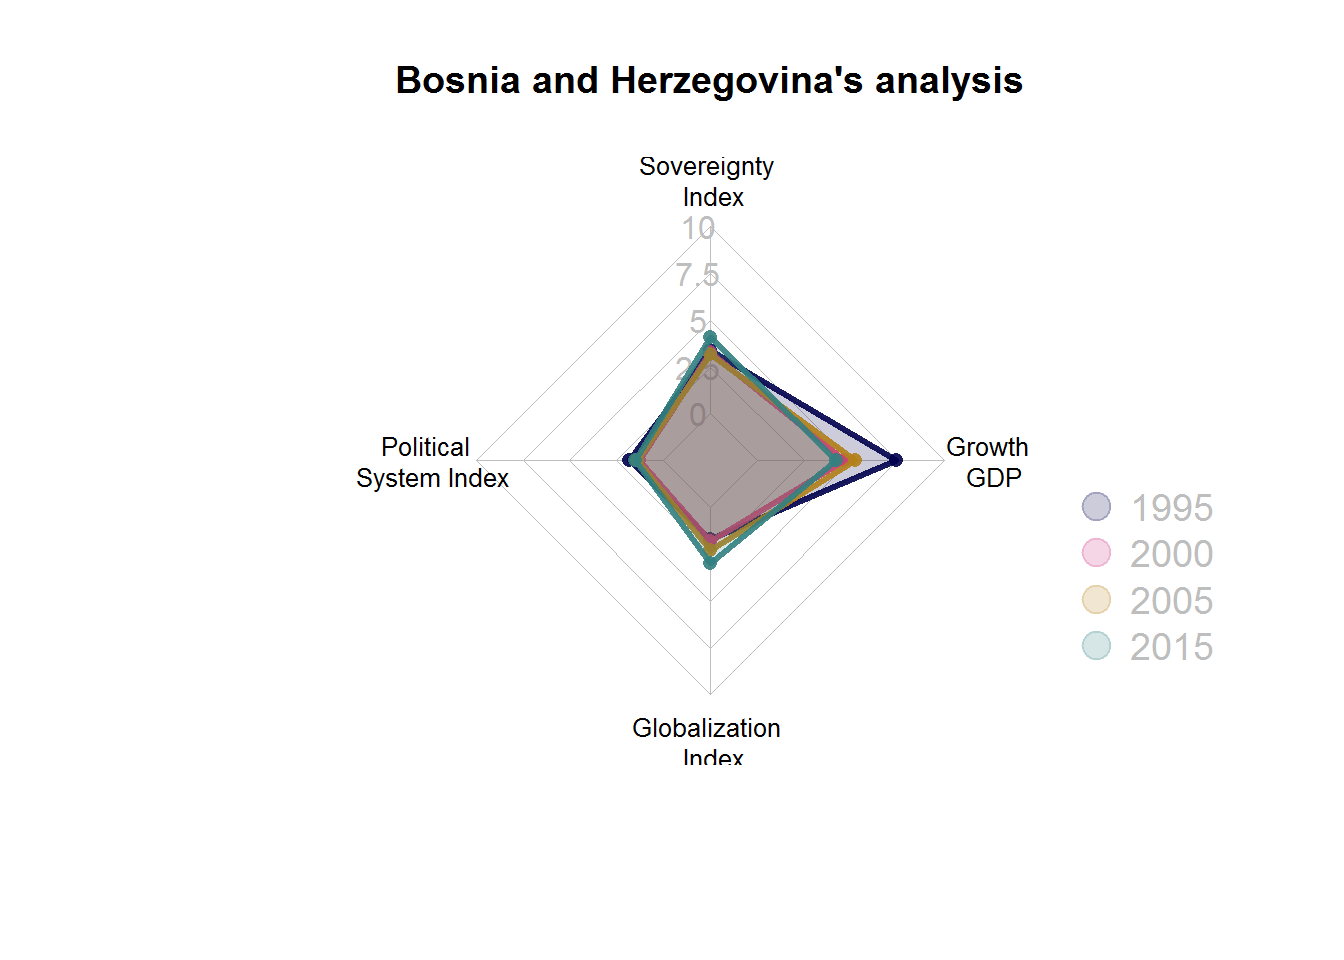 Bosnia and Herzegovina's analysis
Sovereignty
Index
10
7.5
5
2.5
0
Political
System Index
Growth
GDP
1995
2000
2005
2015
Globalization
Index